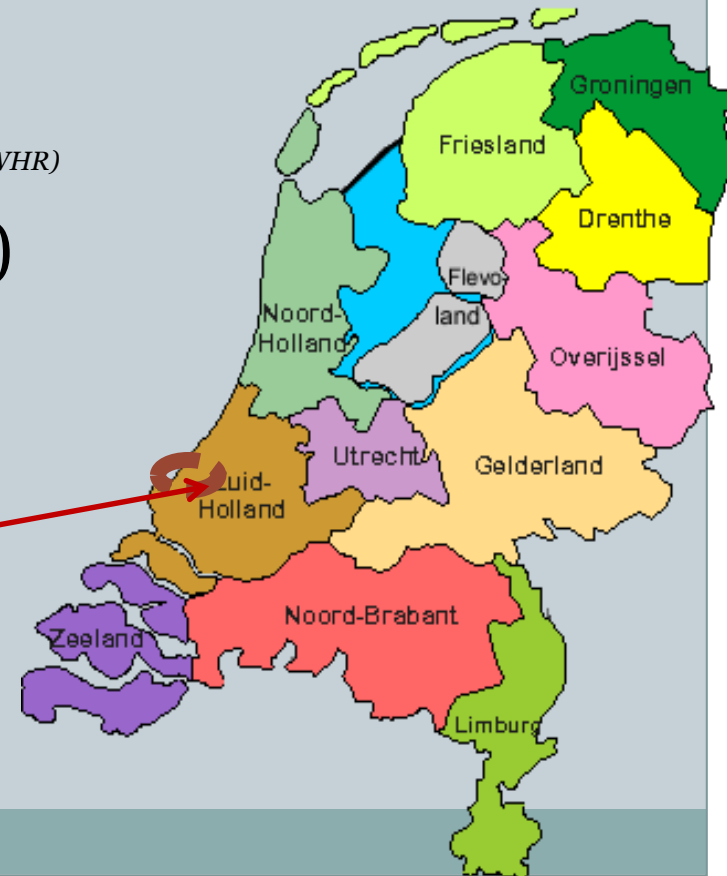 Groningen
Friesland
VHR)
Drenthe
)
Flevo-
land
Noord-
Holland
Overijssel
Utrecht
Gelderland
Zuid-
Holland
Noord-Brabant
Zeeland
Limburg